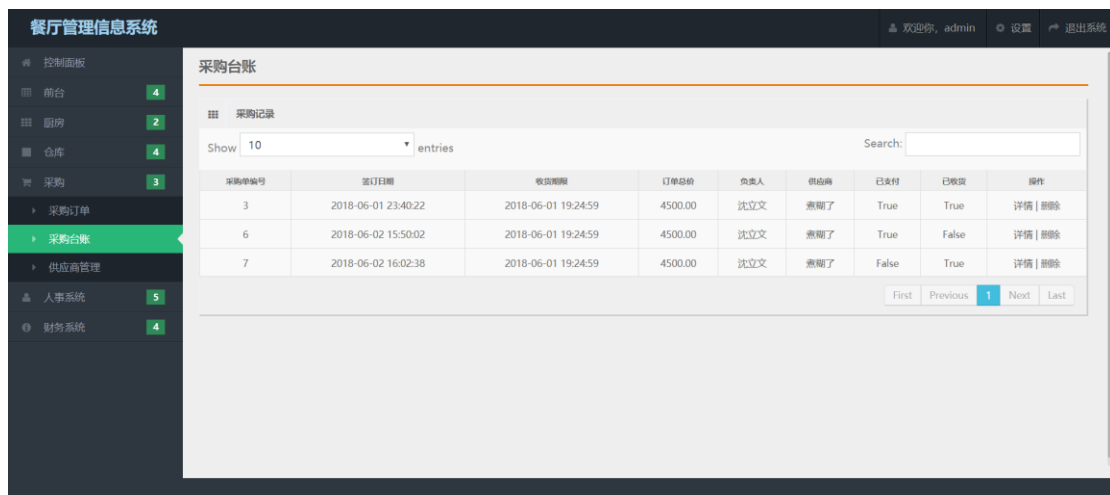 餐厅管理信息系统 欢迎你, admin 设置 退出系统
控制面板
前台 4
厨房 2
仓库 4
采购 3
采购订单
采购台账
供应商管理
人事系统 5
财务系统 4
采购台账
采购记录
Show 10 entries Search:
采购单编号 签订日期 收货期限 订单总价 负责人 供应商 已支付 已收货 操作
3 2018-06-01 23:40:22 2018-06-01 19:24:59 4500.00 沈立文 煮糊了 True True 详情 | 删除
6 2018-06-02 15:50:02 2018-06-01 19:24:59 4500.00 沈立文 煮糊了 True False 详情 | 删除
7 2018-06-02 16:02:38 2018-06-01 19:24:59 4500.00 沈立文 煮糊了 False True 详情 | 删除
First Previous 1 Next Last